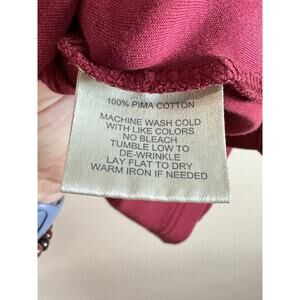 100% PIMA COTTON
MACHINE WASH COLD
WITH LIKE COLORS
NO BLEACH
TUMBLE LOW TO
DE-WRINKLE
LAY FLAT TO DRY
WARM IRON IF NEEDED